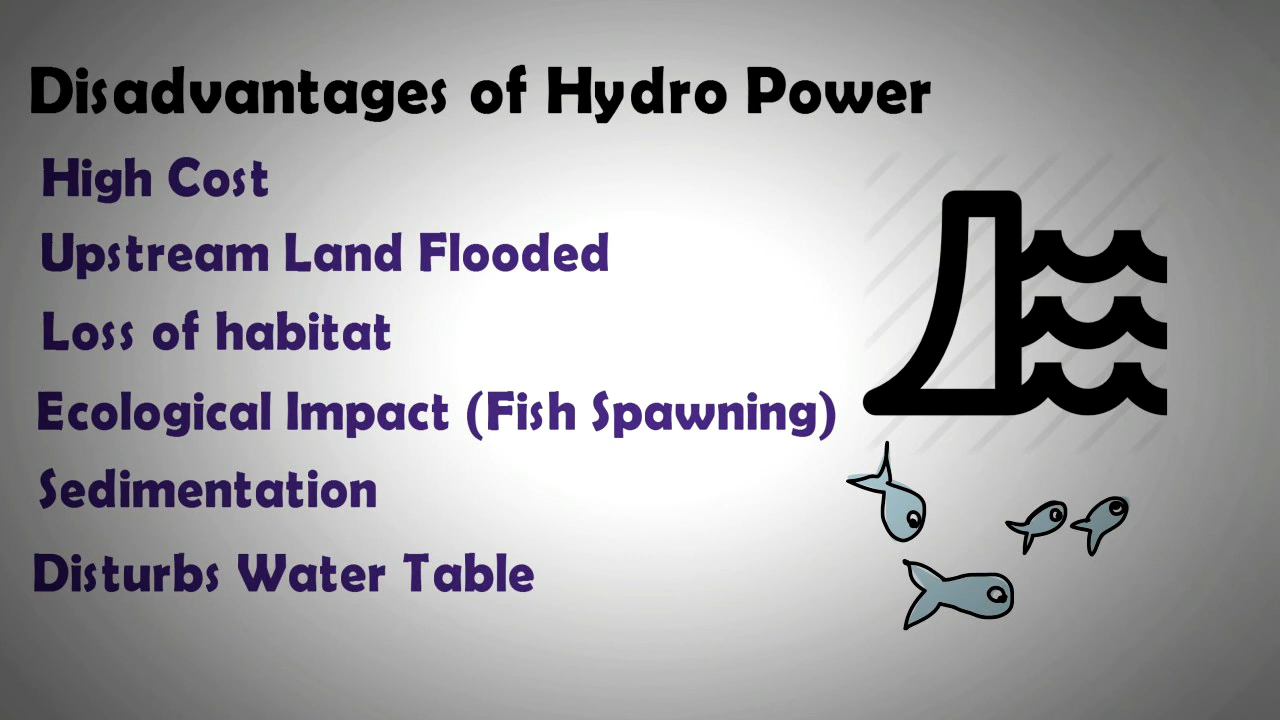 Disadvantages of Hydro Power
High Cost
Upstream Land Flooded
Loss of habitat
Ecological Impact (Fish Spawning)
Sedimentation
Disturbs Water Table